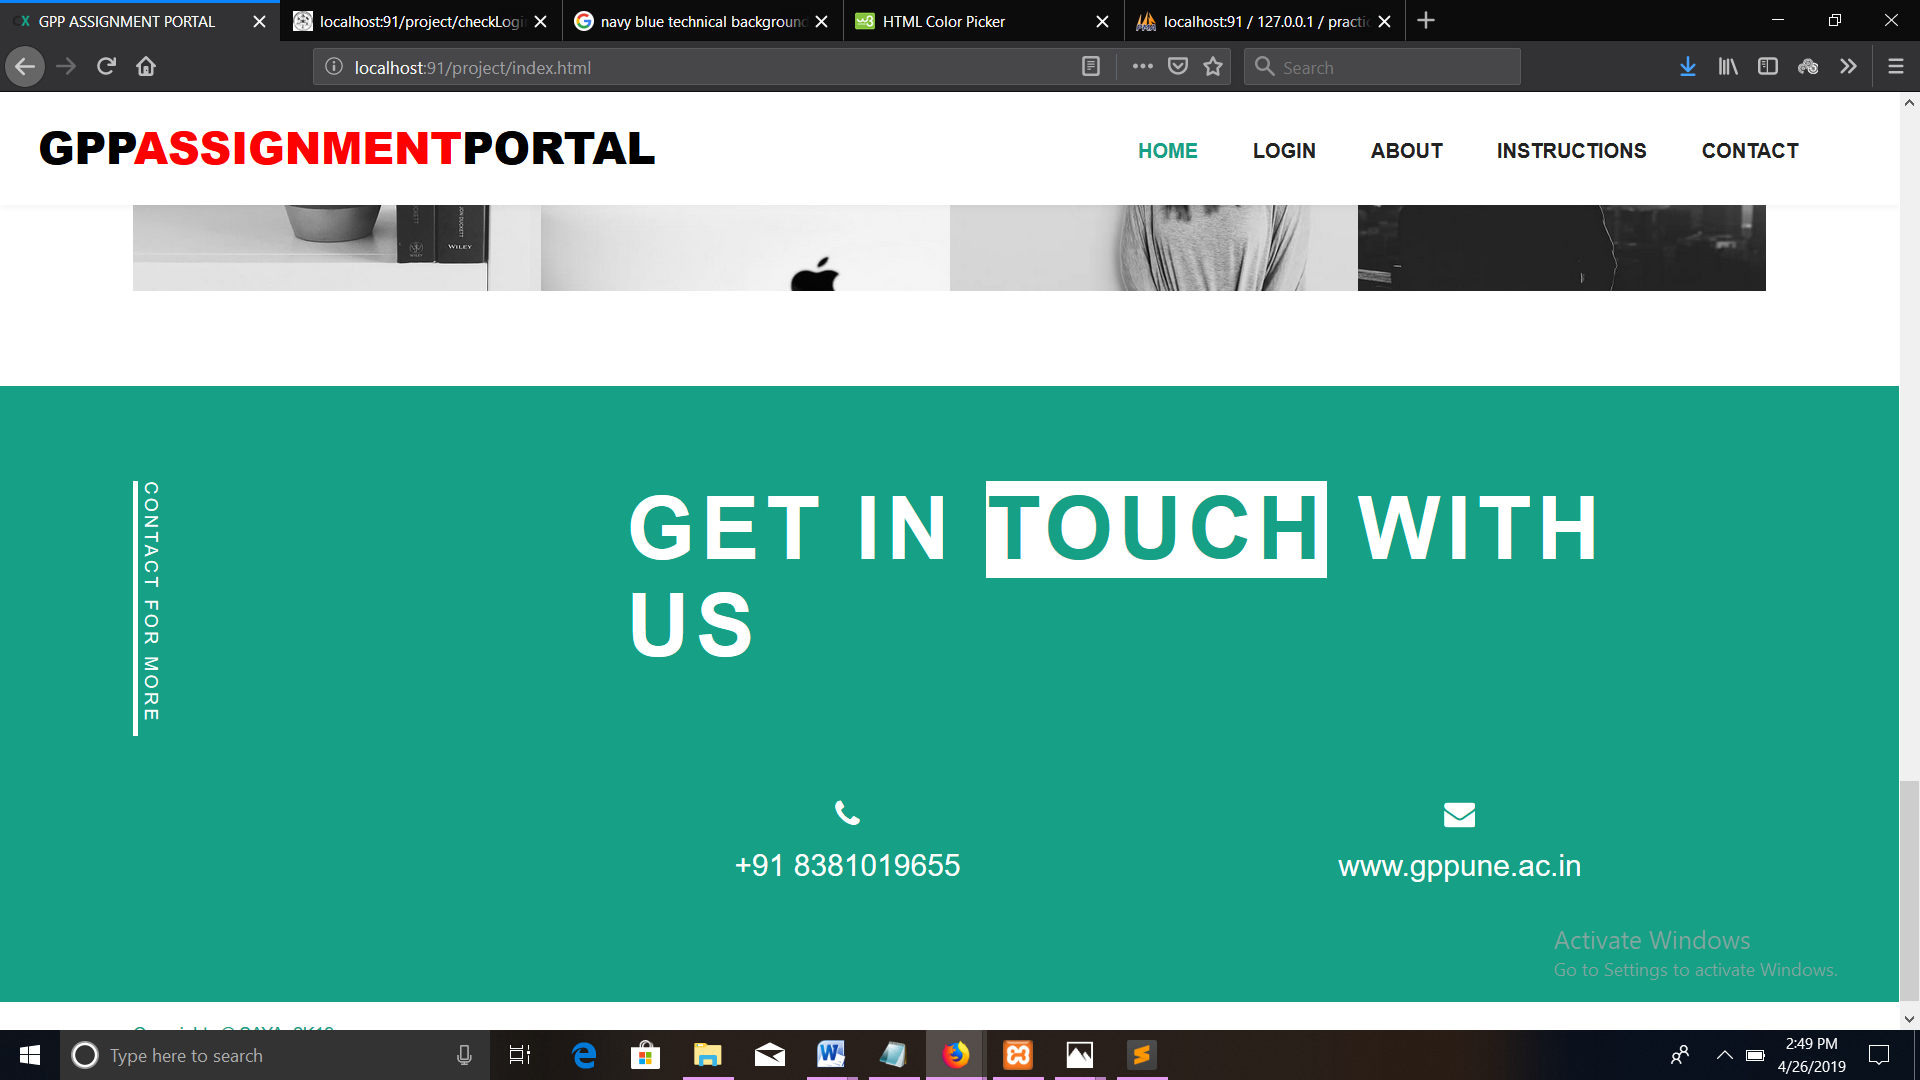 GPP ASSIGNMENT PORTAL
localhost:91/project/checkLogi
navy blue technical background
HTML Color Picker
localhost:91 / 127.0.0.1 / practic
localhost:91/project/index.html
Search
GPPASSIGNMENTPORTAL
HOME LOGIN ABOUT INSTRUCTIONS CONTACT
WILEY
CONTACT FOR MORE
GET IN TOUCH WITH
US
+91 8381019655
www.gppune.ac.in
Activate Windows
Go to Settings to activate Windows.
Type here to search
2:49 PM
4/26/2019